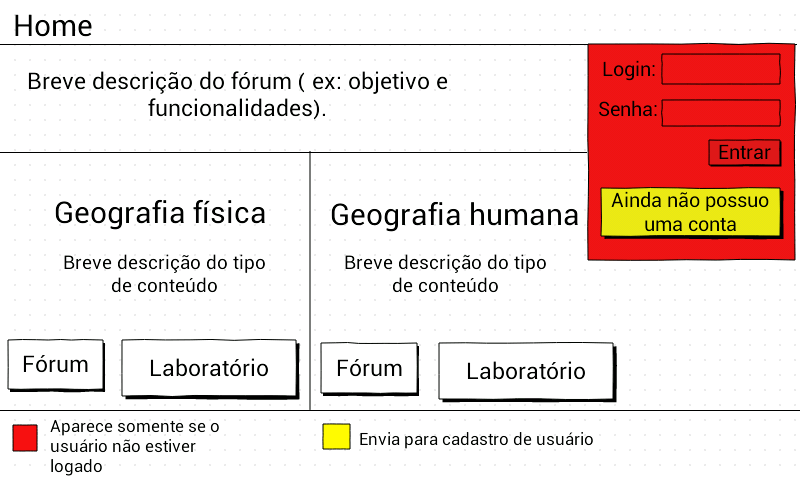 Home
Breve descrição do fórum ( ex: objetivo e
funcionalidades).
Login:
Senha:
Entrar
Ainda não possuo
uma conta
Geografia física
Breve descrição do tipo
de conteúdo
Fórum
Laboratório
Geografia humana
Breve descrição do tipo
de conteúdo
Fórum
Laboratório
Aparece somente se o
usuário não estiver
logado
Envia para cadastro de usuário